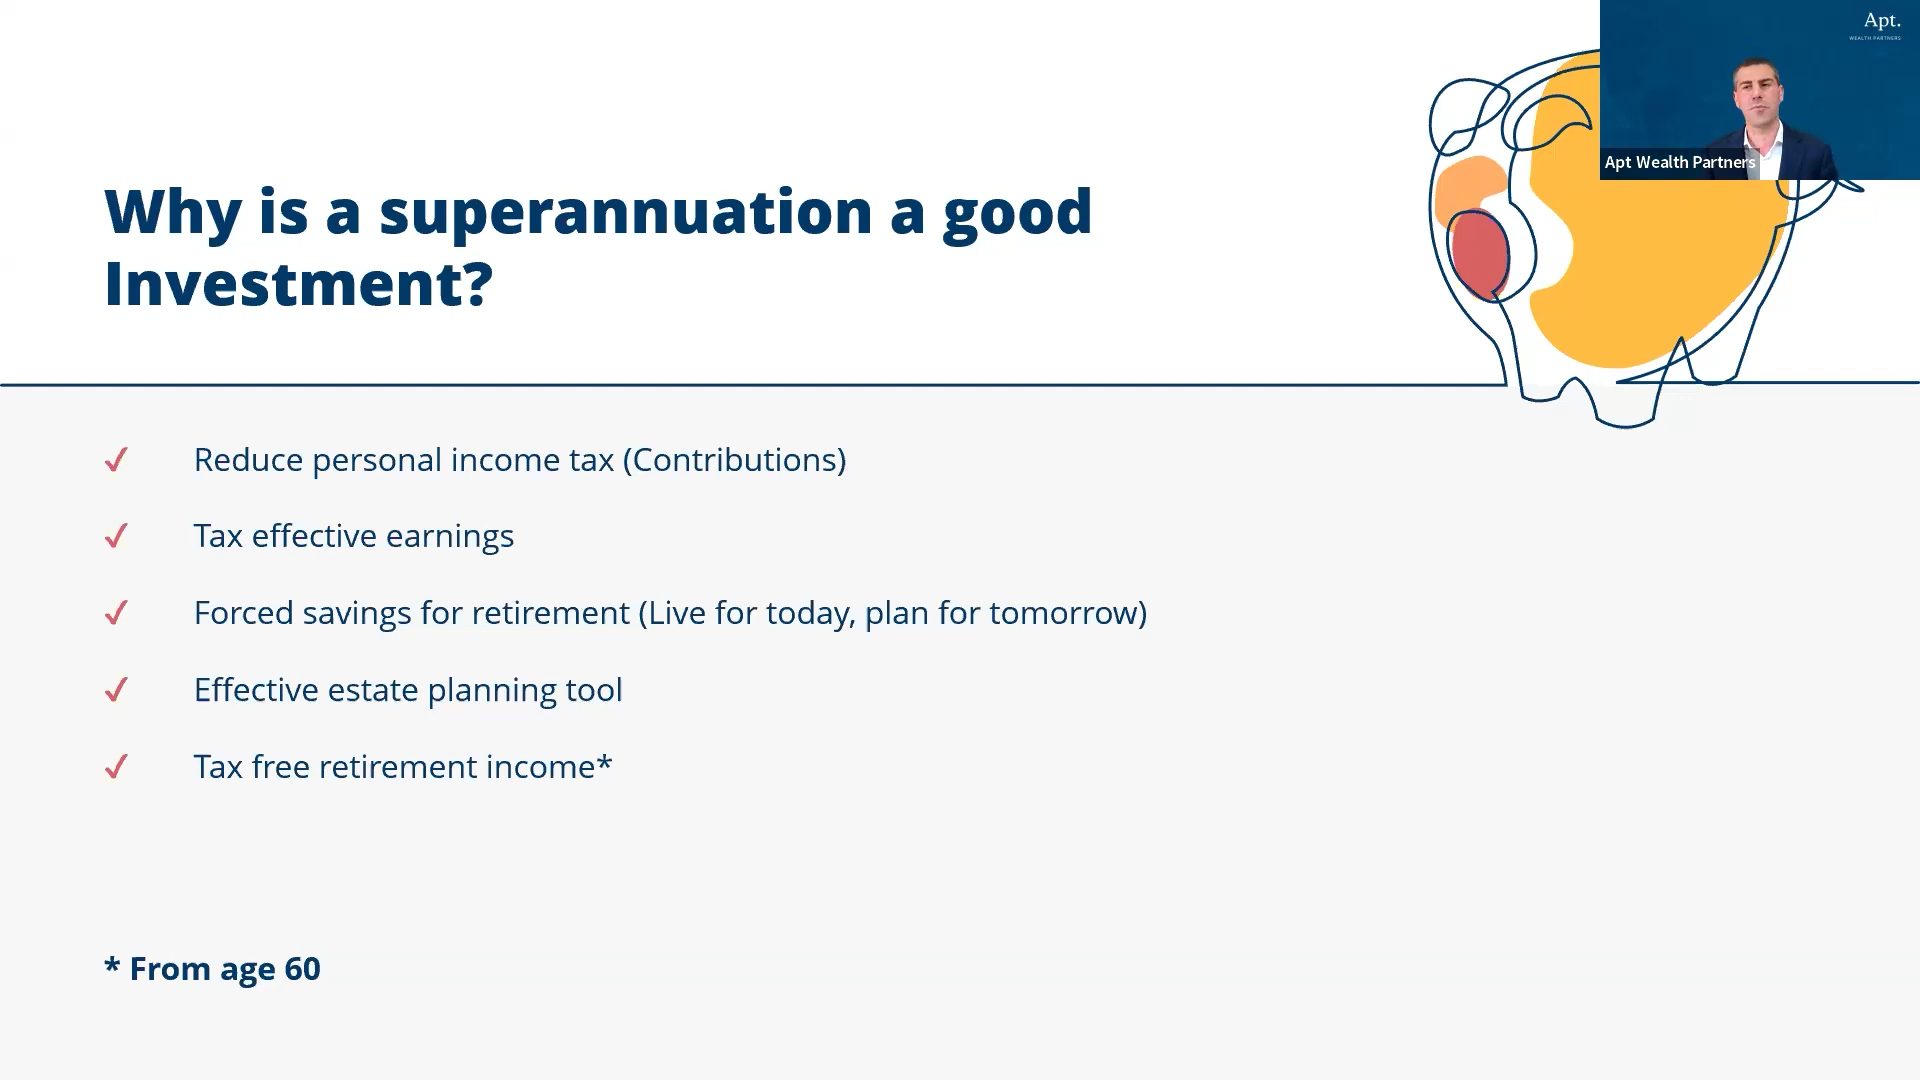 Apt.
WEALTH PARTNERS
Apt Wealth Partners
Why is a superannuation a good
Investment?
✓ Reduce personal income tax (Contributions)
✓ Tax effective earnings
✓ Forced savings for retirement (Live for today, plan for tomorrow)
✓ Effective estate planning tool
✓ Tax free retirement income*
* From age 60